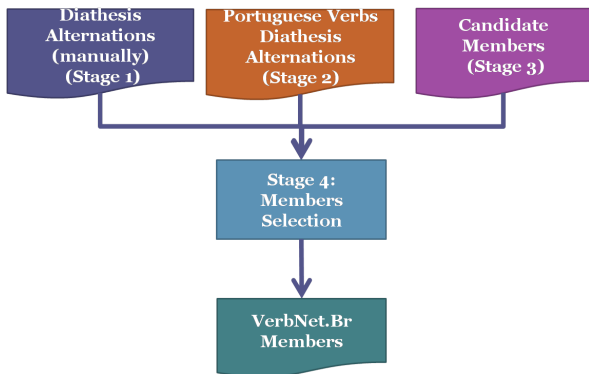 Diathesis
Alternations
(manually)
(Stage 1)
Portuguese Verbs
Diathesis
Alternations
(Stage 2)
Candidate
Members
(Stage 3)
Stage 4:
Members
Selection
VerbNet.Br
Members